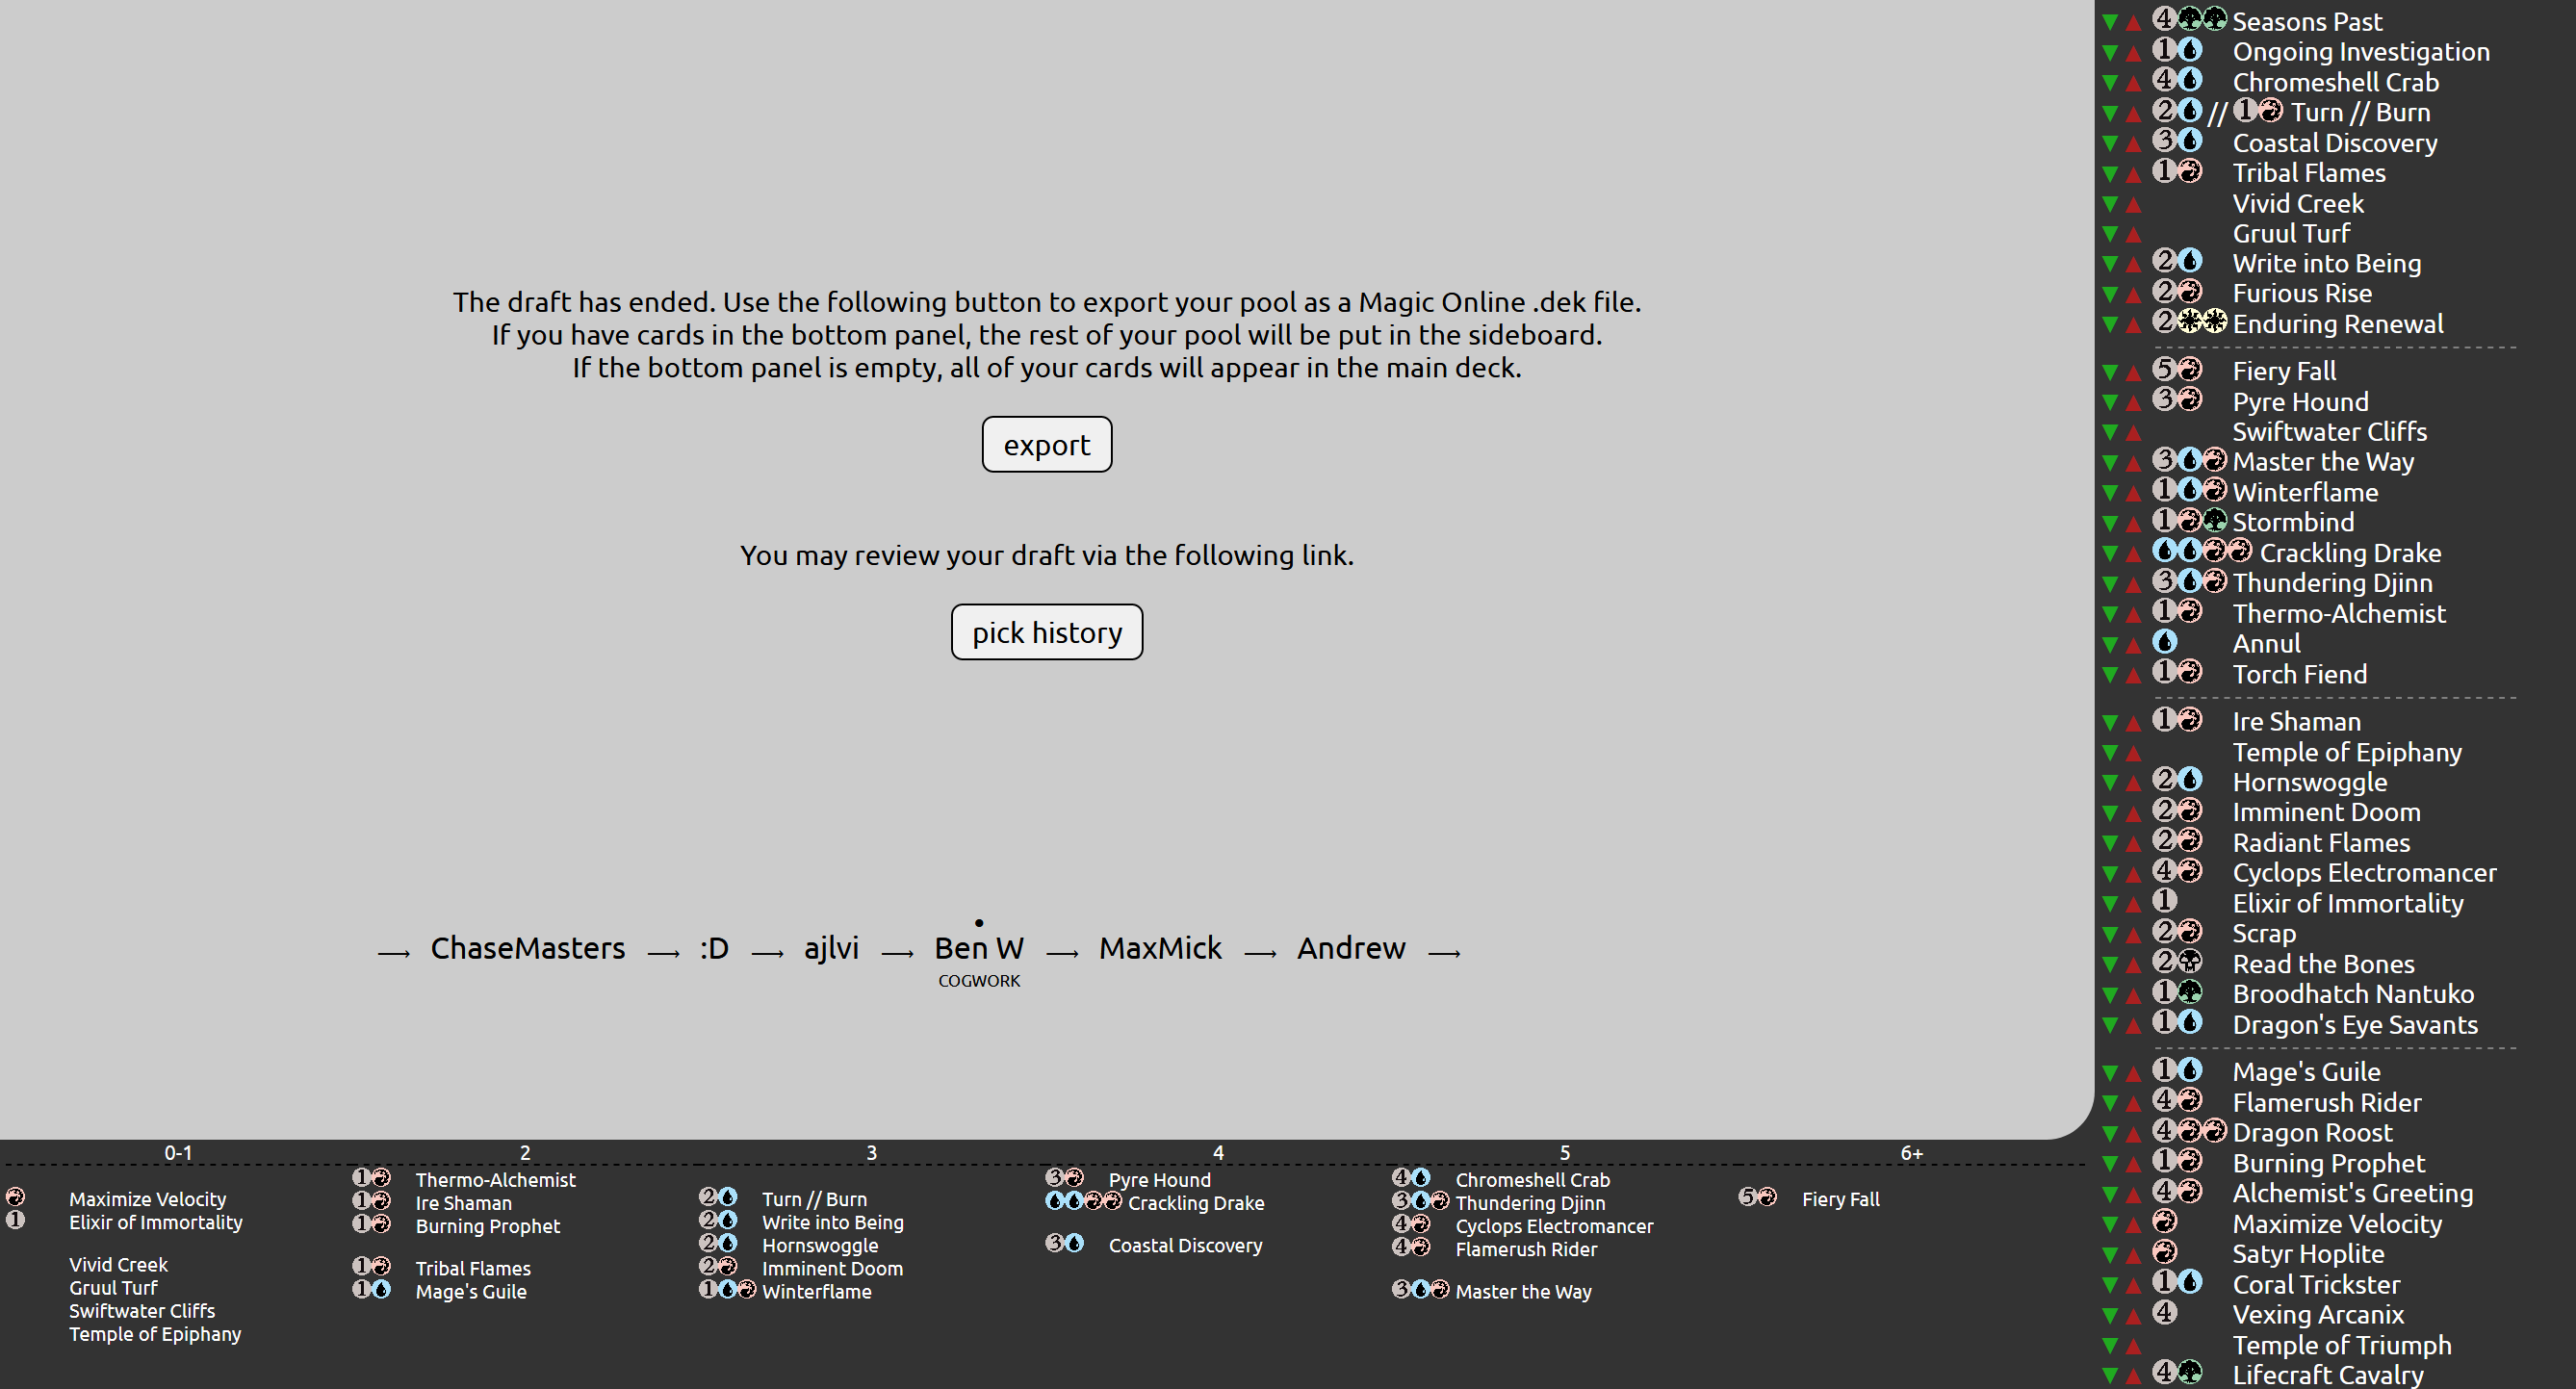 The draft has ended. Use the following button to export your pool as a Magic Online .dek file.
If you have cards in the bottom panel, the rest of your pool will be put in the sideboard.
If the bottom panel is empty, all of your cards will appear in the main deck.
export
You may review your draft via the following link.
pick history
⟶ ChaseMasters ⟶ :D ⟶ ajlvi ⟶ Ben W ⟶ MaxMick ⟶ Andrew ⟶
COGWORK
4 Seasons Past
1 Ongoing Investigation
4 Chromeshell Crab
2 // 1 Turn // Burn
3 Coastal Discovery
1 Tribal Flames
Vivid Creek
Gruul Turf
2 Write into Being
2 Furious Rise
2 Enduring Renewal
5 Fiery Fall
3 Pyre Hound
Swiftwater Cliffs
3 Master the Way
1 Winterflame
1 Stormbind
Crackling Drake
3 Thundering Djinn
1 Thermo-Alchemist
Annul
1 Torch Fiend
1 Ire Shaman
Temple of Epiphany
2 Hornswoggle
2 Imminent Doom
2 Radiant Flames
4 Cyclops Electromancer
1 Elixir of Immortality
2 Scrap
2 Read the Bones
1 Broodhatch Nantuko
1 Dragon's Eye Savants
1 Mage's Guile
4 Flamerush Rider
4 Dragon Roost
1 Burning Prophet
4 Alchemist's Greeting
Maximize Velocity
Satyr Hoplite
1 Coral Trickster
4 Vexing Arcanix
Temple of Triumph
4 Lifecraft Cavalry
0-1
Maximize Velocity
1 Elixir of Immortality
Vivid Creek
Gruul Turf
Swiftwater Cliffs
Temple of Epiphany
2
1 Thermo-Alchemist
1 Ire Shaman
1 Burning Prophet
1 Tribal Flames
1 Mage's Guile
3
2 Turn // Burn
2 Write into Being
2 Hornswoggle
2 Imminent Doom
1 Winterflame
4
3 Pyre Hound
Crackling Drake
3 Coastal Discovery
5
4 Chromeshell Crab
3 Thundering Djinn
4 Cyclops Electromancer
4 Flamerush Rider
3 Master the Way
6+
5 Fiery Fall